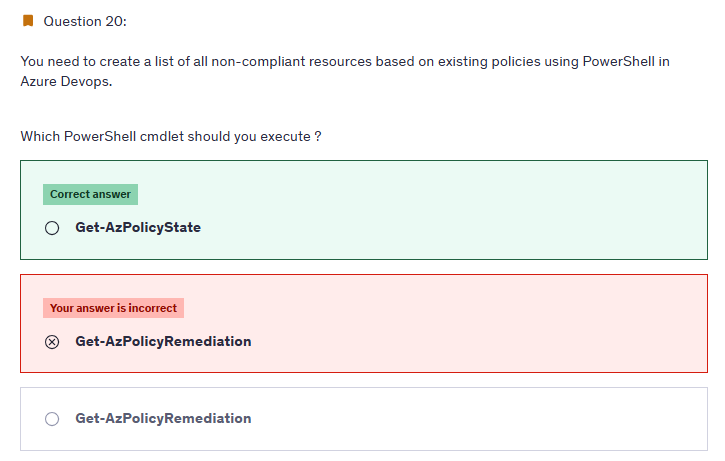 Question 20:
You need to create a list of all non-compliant resources based on existing policies using PowerShell in
Azure Devops.
Which PowerShell cmdlet should you execute ?
Correct answer
Get-AzPolicyState
Your answer is incorrect
Get-AzPolicyRemediation
Get-AzPolicyRemediation